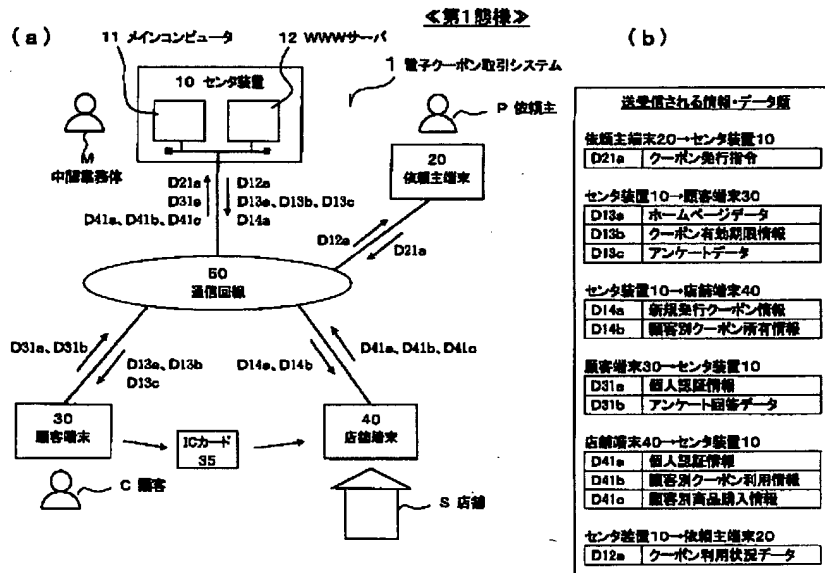 ≪第1態様≫
(a)
11 メインコンピュータ
12 WWWサーバ
10 センタ装置
1 電子クーポン取引システム
M
中間業務体
P 依頼主
20
依頼主端末
D21a
D31a
D41a、D41b、D41c
D12a
D13a、D13b、D13c
D14a
D12a
D21a
50
通信回線
D31a、D31b
D13a、D13b
D13c
D14a、D14b
D41a、D41b、D41c
30
顧客端末
ICカード
35
40
店舗端末
C 顧客
S 店舗
(b)
送受信される情報・データ類
依頼主端末20→センタ装置10
D21a クーポン発行指令
センタ装置10→顧客端末30
D13a ホームページデータ
D13b クーポン有効期限情報
D13c アンケートデータ
センタ装置10→店舗端末40
D14a 新規発行クーポン情報
D14b 顧客別クーポン所有情報
顧客端末30→センタ装置10
D31a 個人認証情報
D31b アンケート回答データ
店舗端末40→センタ装置10
D41a 個人認証情報
D41b 顧客別クーポン利用情報
D41c 顧客別商品購入情報
センタ装置10→依頼主端末20
D12a クーポン利用状況データ